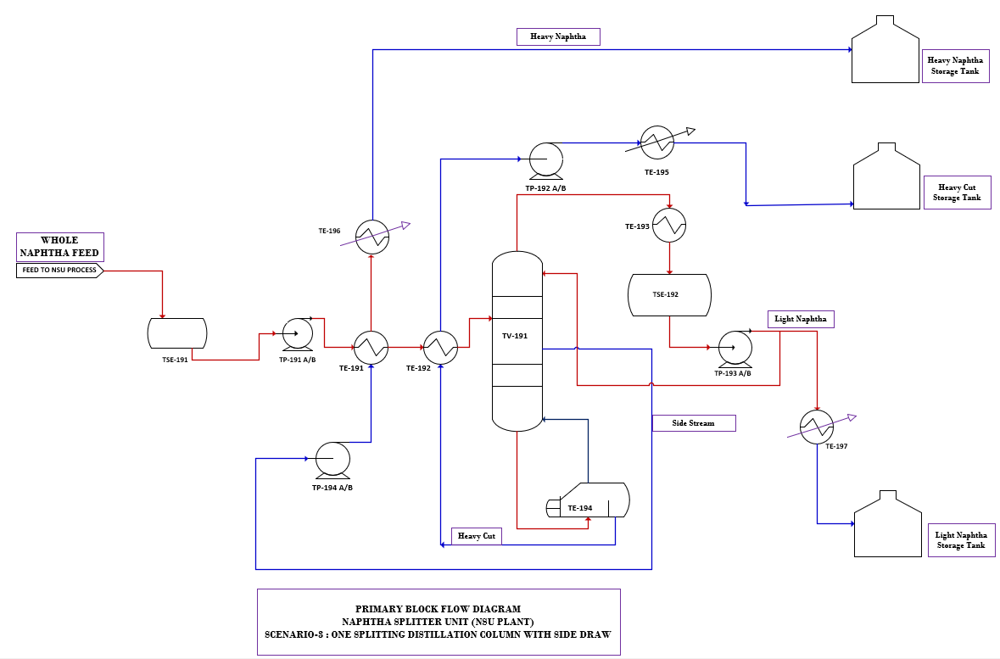 Heavy Naphtha
Heavy Naphtha
Storage Tank
TE-195
TP-192 A/B
Heavy Cut
Storage Tank
TE-196
TE-193
WHOLE
NAPHTHA FEED
FEED TO NSU PROCESS
TSE-192
Light Naphtha
TV-191
TSE-191
TP-191 A/B
TE-191
TE-192
TP-193 A/B
Side Stream
TE-197
TP-194 A/B
TE-194
Heavy Cut
Light Naphtha
Storage Tank
PRIMARY BLOCK FLOW DIAGRAM
NAPHTHA SPLITTER UNIT (NSU PLANT)
SCENARIO-3 : ONE SPLITTING DISTILLATION COLUMN WITH SIDE DRAW